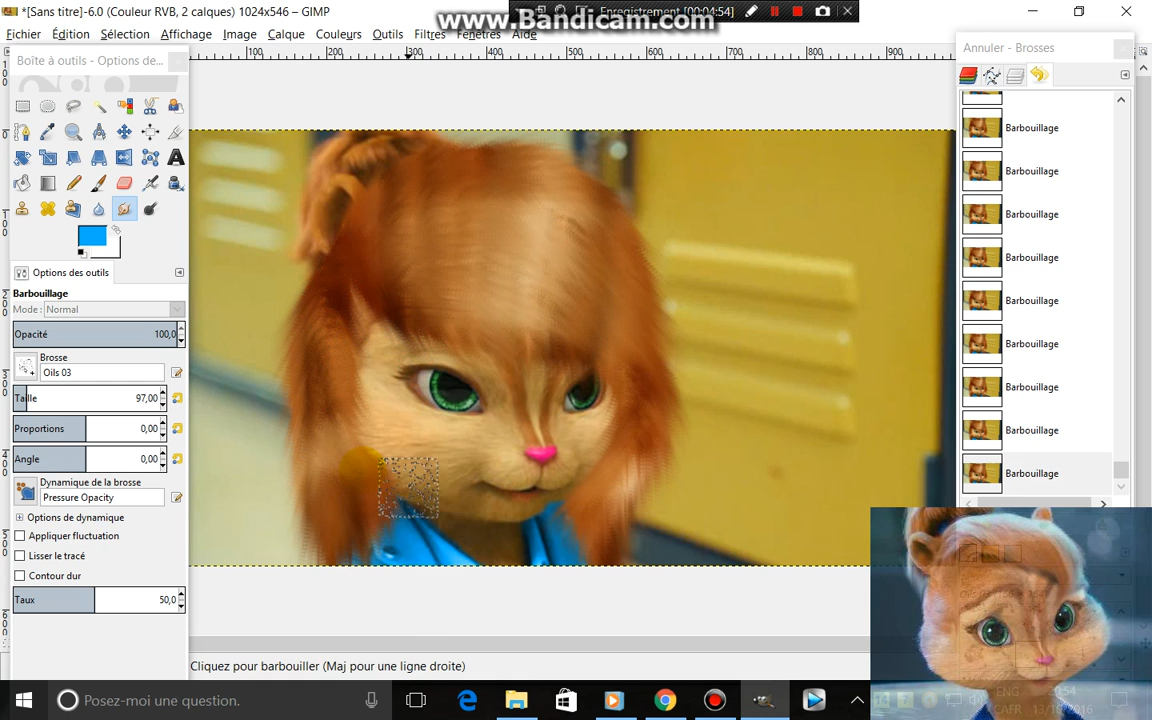 *[Sans titre]-6.0 (Couleur RVB, 2 calques) 1024x546 – GIMP
Enregistrement [00:04:54]
www.Bandicam.com
Fichier Édition Sélection Affichage Image Calque Couleurs Outils Filtres Fenêtres Aide
Boîte à outils - Options de...
100 200 300 400 500 600 700 800 900
Annuler - Brosses
Barbouillage
Barbouillage
Barbouillage
Barbouillage
Barbouillage
Barbouillage
Barbouillage
Barbouillage
Barbouillage
Options des outils
Barbouillage
Mode : Normal
Opacité 100,0
Brosse
Oils 03
Taille 97,00
Proportions 0,00
Angle 0,00
Dynamique de la brosse
Pressure Opacity
Options de dynamique
Appliquer fluctuation
Lisser le tracé
Contour dur
Taux 50,0
Cliquez pour barbouiller (Maj pour une ligne droite)
Posez-moi une question.
ENG
CAFR